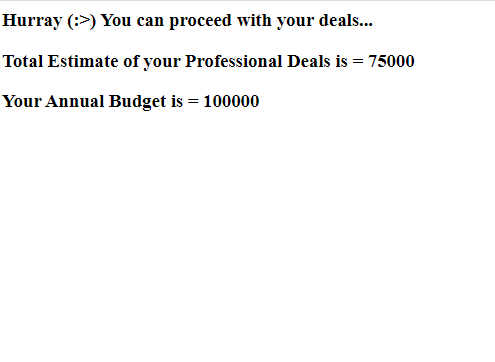 Hurray (:>) You can proceed with your deals...
Total Estimate of your Professional Deals is = 75000
Your Annual Budget is = 100000